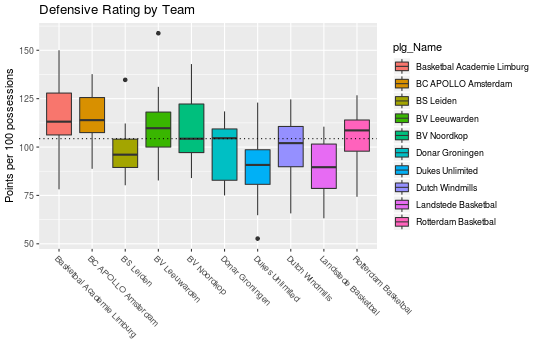 Defensive Rating by Team
Points per 100 possessions
150
125
100
75
50
Basketbal Academie Limburg
BC APOLLO Amsterdam
BS Leiden
BV Leeuwarden
BV Noordkop
Donar Groningen
Dukes Unlimited
Dutch Windmills
Landstede Basketbal
Rotterdam Basketbal
plg_Name
Basketbal Academie Limburg
BC APOLLO Amsterdam
BS Leiden
BV Leeuwarden
BV Noordkop
Donar Groningen
Dukes Unlimited
Dutch Windmills
Landstede Basketbal
Rotterdam Basketbal